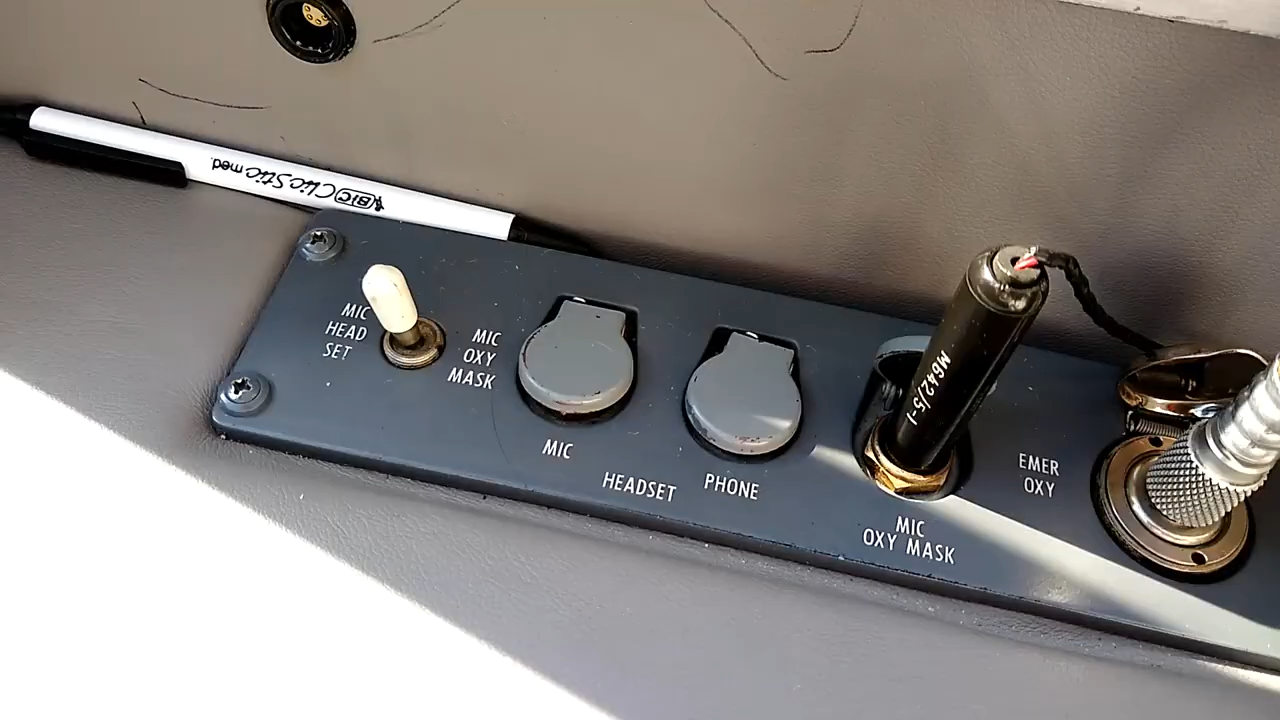 BIC Clic Stic med.
MIC
HEAD
SET
MIC
OXY
MASK
MIC
HEADSET
PHONE
M642/5-1
MIC
OXY MASK
EMER
OXY